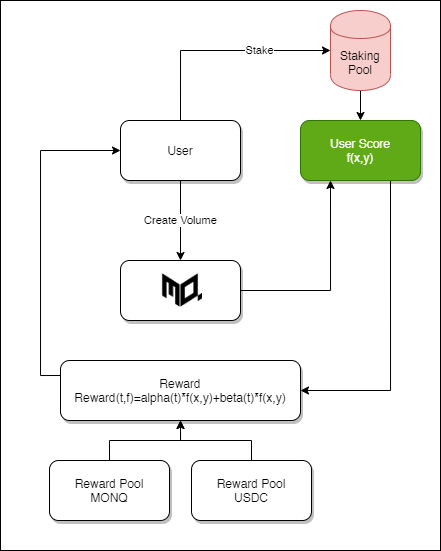 Stake
Staking
Pool
User
User Score
f(x,y)
Create Volume
MQ.
Reward
Reward(t,f)=alpha(t)*f(x,y)+beta(t)*f(x,y)
Reward Pool
MONQ
Reward Pool
USDC